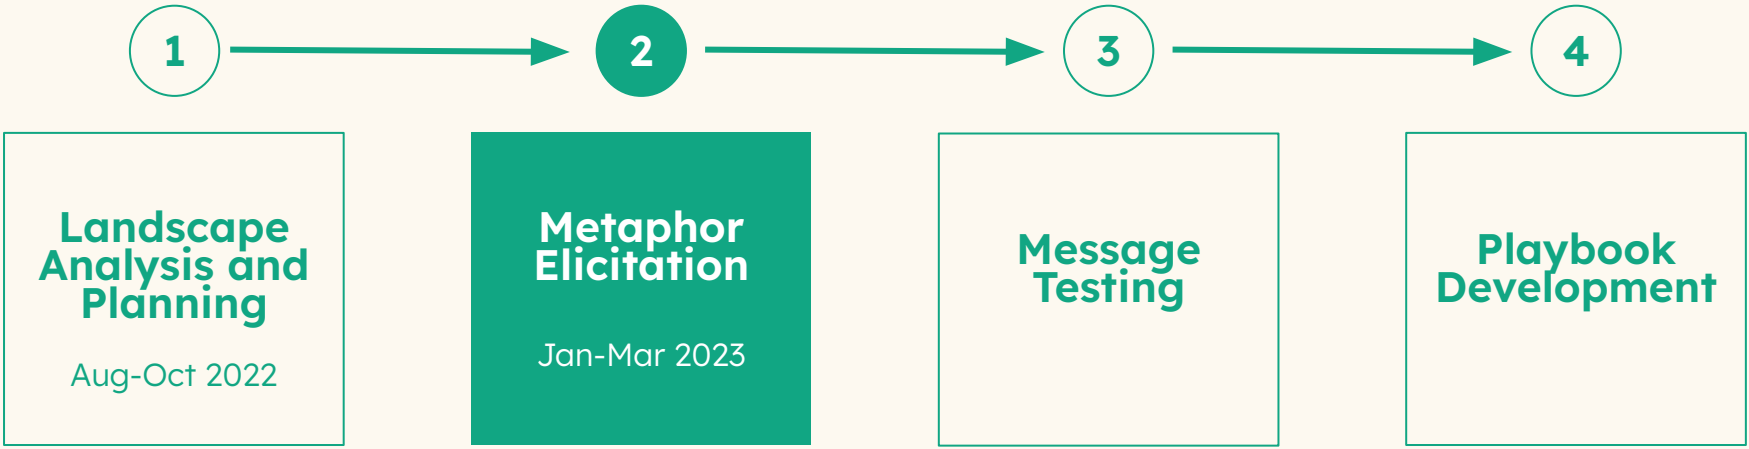 1
2
3
4
Landscape
Analysis and
Planning
Aug-Oct 2022
Metaphor
Elicitation
Jan-Mar 2023
Message
Testing
Playbook
Development